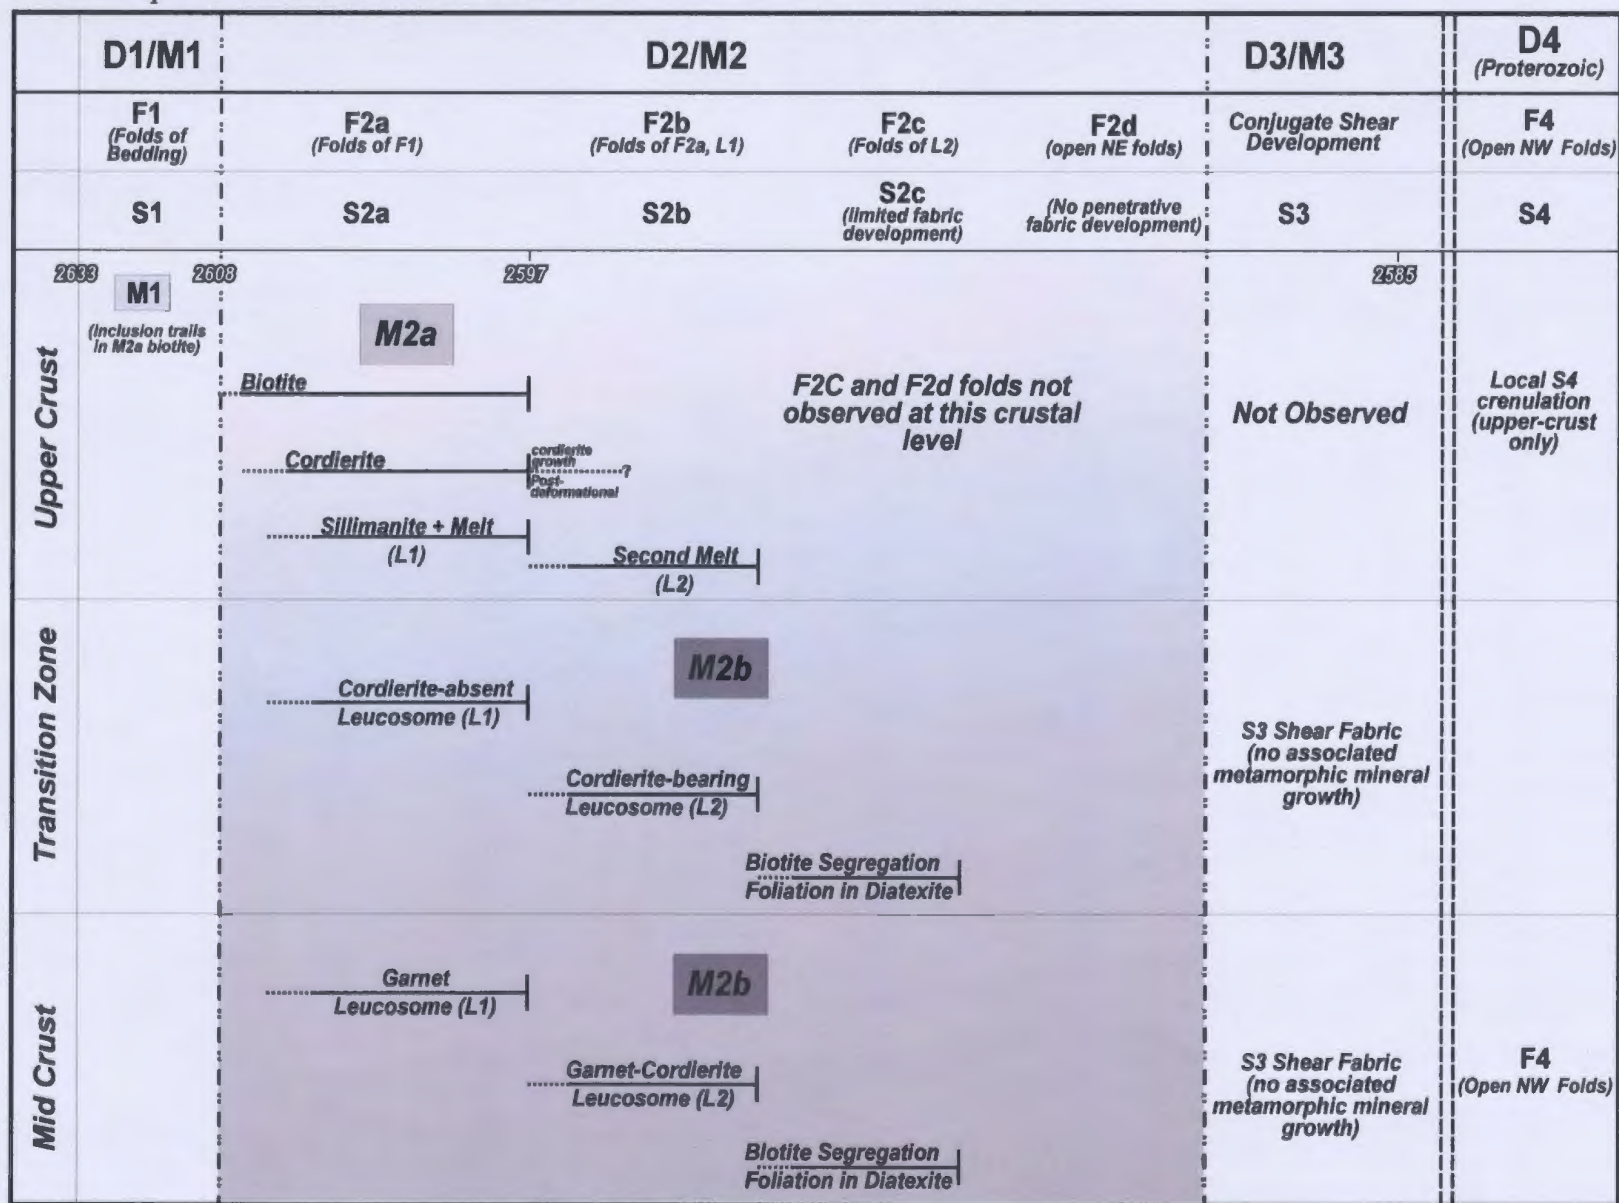 D1/M1
D2/M2
D3/M3
D4
(Proterozoic)
F1
(Folds of
Bedding)
F2a
(Folds of F1)
F2b
(Folds of F2a, L1)
F2c
(Folds of L2)
F2d
(open NE folds)
Conjugate Shear
Development
F4
(Open NW Folds)
S1
S2a
S2b
S2c
(limited fabric
development)
(No penetrative
fabric development)
S3
S4
Upper Crust
2633
2608
2597
2585
M1
(Inclusion trails
in M2a biotite)
M2a
Biotite
Cordierite
cordierite
growth
?
Post-
deformational
Sillimanite + Melt
(L1)
Second Melt
(L2)
F2C and F2d folds not
observed at this crustal
level
Not Observed
Local S4
crenulation
(upper-crust
only)
Transition Zone
M2b
Cordierite-absent
Leucosome (L1)
Cordierite-bearing
Leucosome (L2)
Biotite Segregation
Foliation in Diatexite
S3 Shear Fabric
(no associated
metamorphic mineral
growth)
Mid Crust
Garnet
Leucosome (L1)
M2b
Garnet-Cordierite
Leucosome (L2)
Biotite Segregation
Foliation in Diatexite
S3 Shear Fabric
(no associated
metamorphic mineral
growth)
F4
(Open NW Folds)